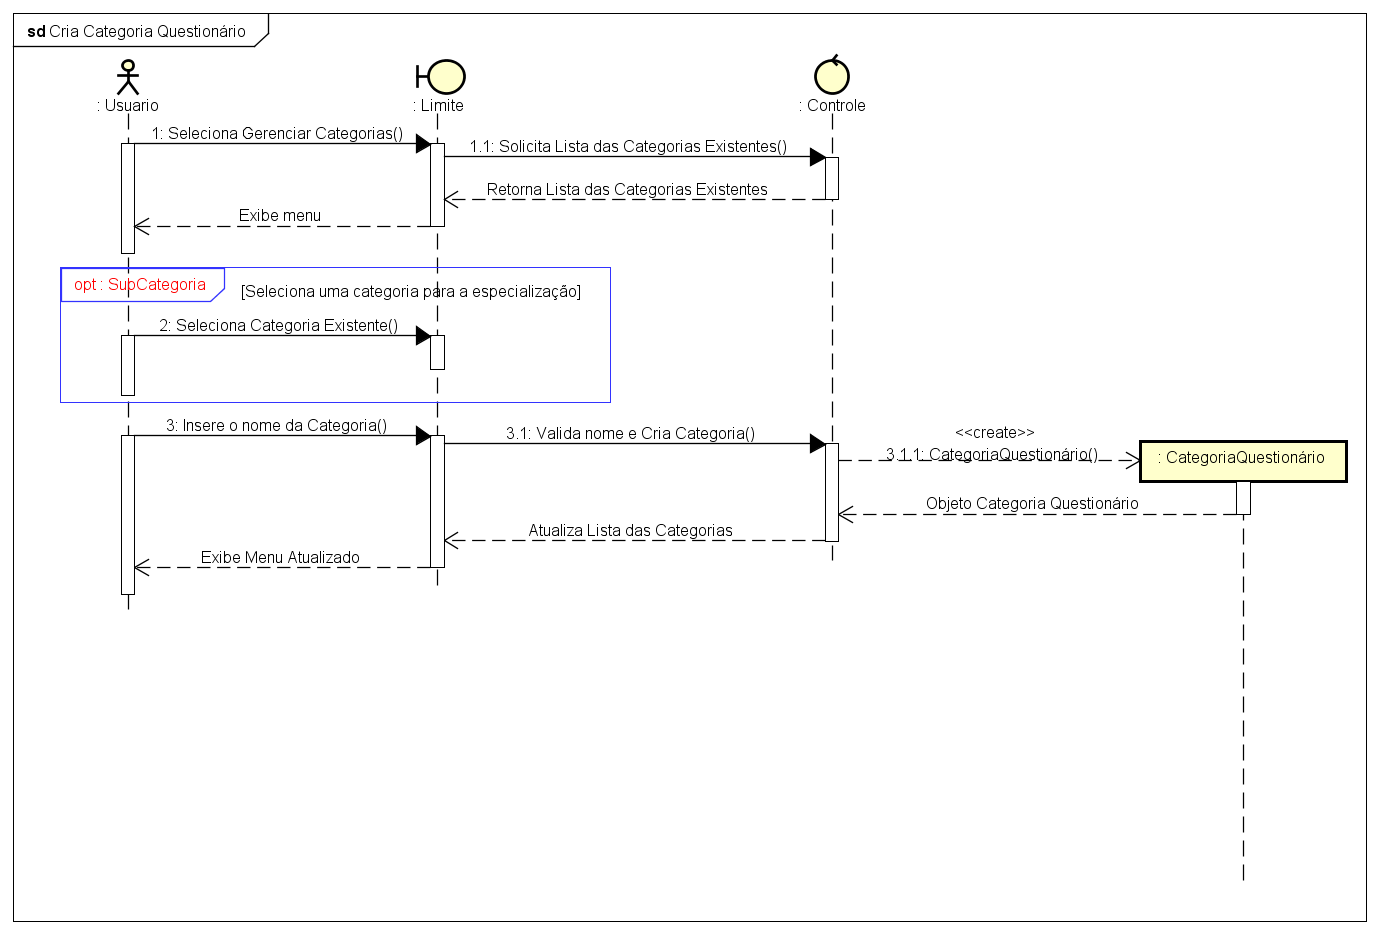 sd Cria Categoria Questionário
: Usuario
: Limite
: Controle
1: Seleciona Gerenciar Categorias()
1.1: Solicita Lista das Categorias Existentes()
Retorna Lista das Categorias Existentes
Exibe menu
opt : SubCategoria
[Seleciona uma categoria para a especialização]
2: Seleciona Categoria Existente()
3: Insere o nome da Categoria()
3.1: Valida nome e Cria Categoria()
<<create>>
3.1.1: CategoriaQuestionário()
: CategoriaQuestionário
Objeto Categoria Questionário
Atualiza Lista das Categorias
Exibe Menu Atualizado